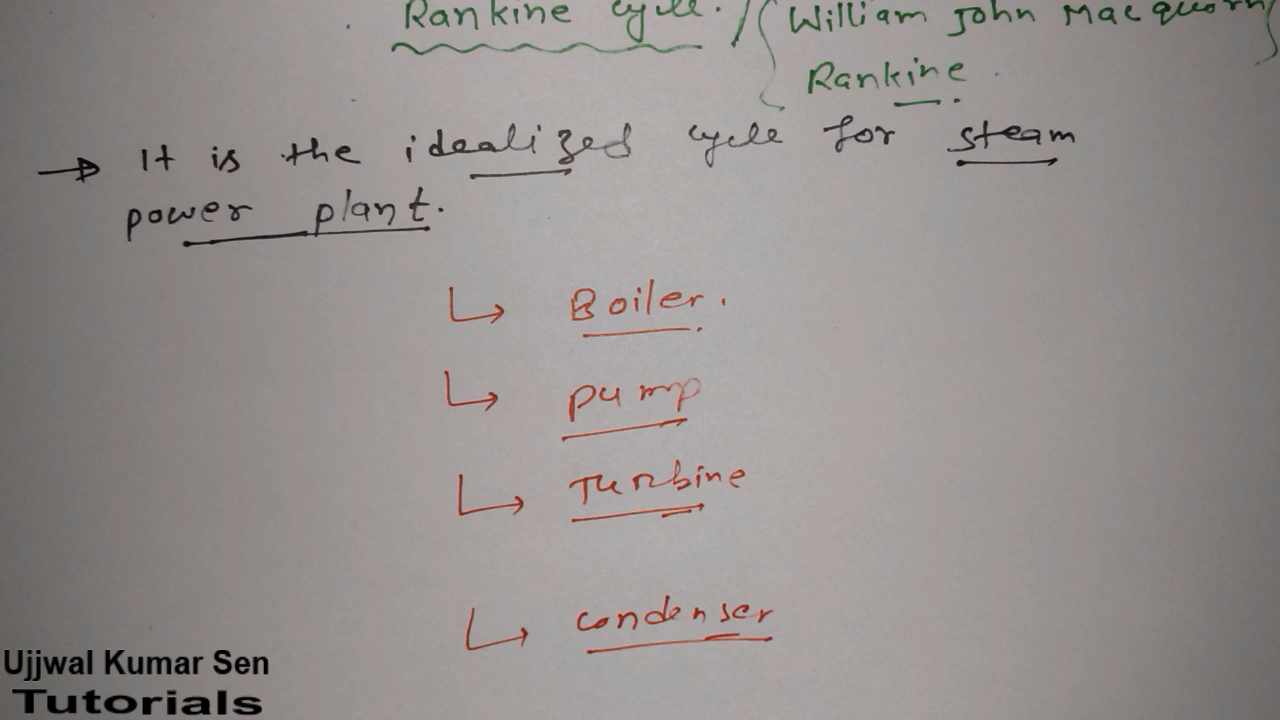 Rankine cycle. / { William John Macquorn }
Rankine.
→ It is the idealized cycle for steam
power plant.
↳ Boiler.
↳ pump
↳ Turbine
↳ condenser
Ujjwal Kumar Sen
Tutorials